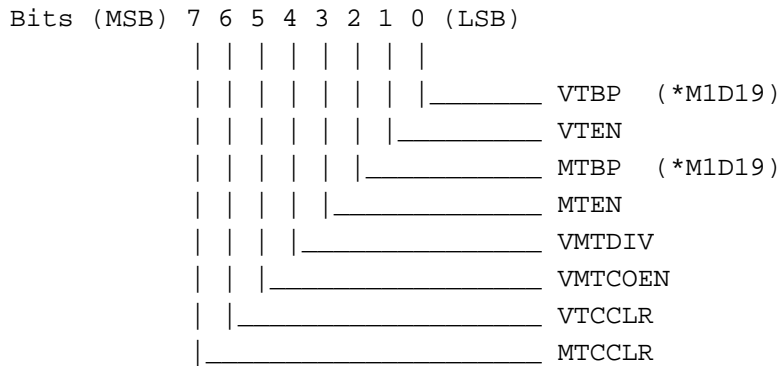 Bits (MSB) 7 6 5 4 3 2 1 0 (LSB)
VTBP (*M1D19)
VTEN
MTBP (*M1D19)
MTEN
VMTDIV
VMTCOEN
VTCCLR
MTCCLR